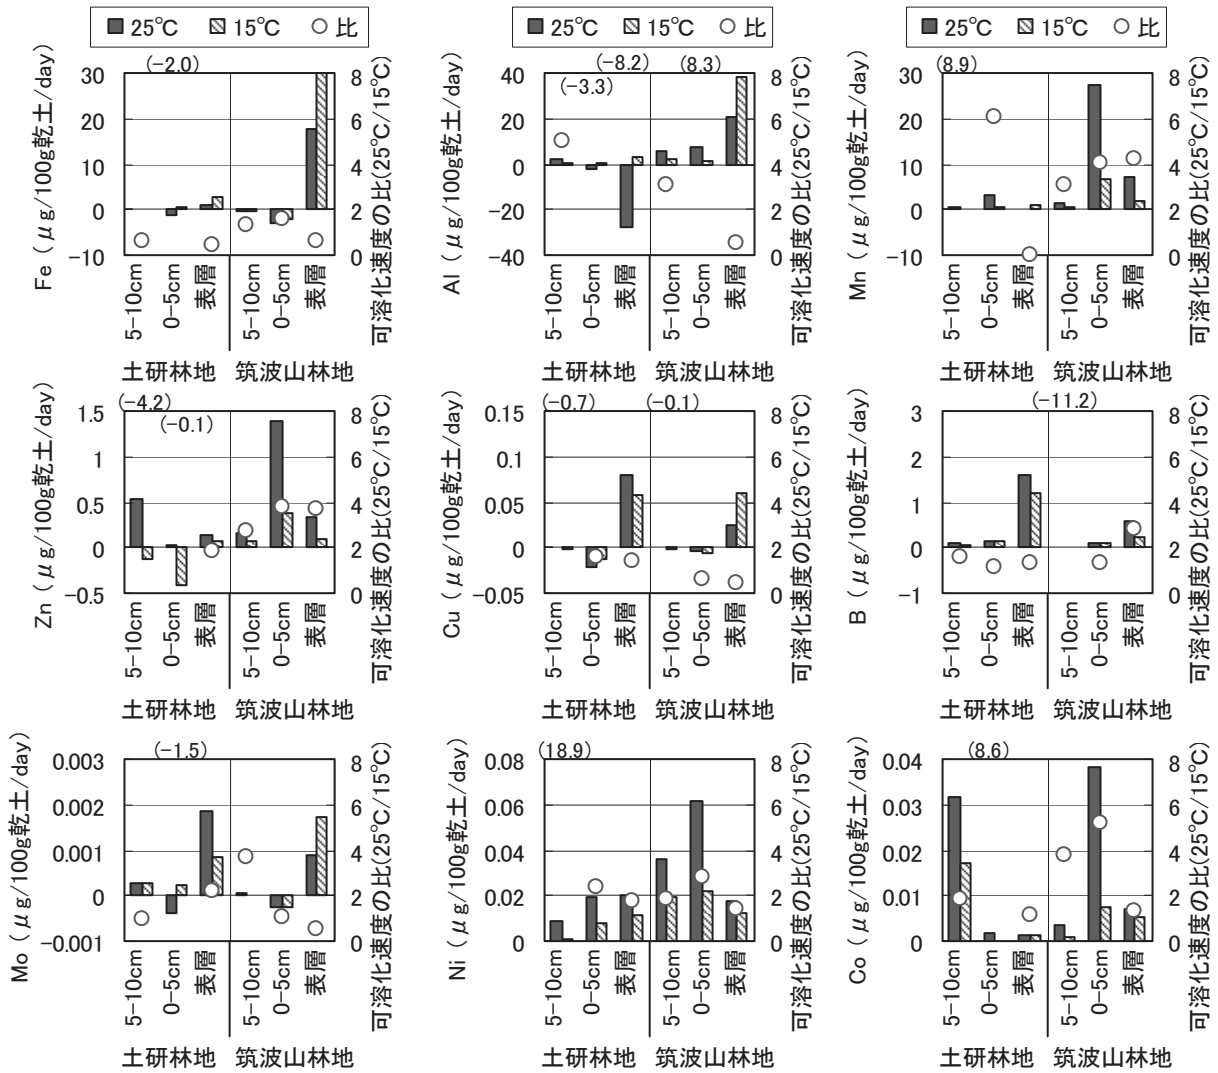 25℃ 15℃ 比
25℃ 15℃ 比
25℃ 15℃ 比
Fe（μg/100g乾土/day）
(-2.0)
30
20
10
0
-10
8
6
4
2
0
可溶化速度の比(25℃/15℃)
5-10cm
0-5cm
表層
5-10cm
0-5cm
表層
土研林地 筑波山林地
Al（μg/100g乾土/day）
(-8.2) (8.3)
(-3.3)
40
20
0
-20
-40
8
6
4
2
0
可溶化速度の比(25℃/15℃)
5-10cm
0-5cm
表層
5-10cm
0-5cm
表層
土研林地 筑波山林地
Mn（μg/100g乾土/day）
(8.9)
30
20
10
0
-10
8
6
4
2
0
可溶化速度の比(25℃/15℃)
5-10cm
0-5cm
表層
5-10cm
0-5cm
表層
土研林地 筑波山林地
Zn（μg/100g乾土/day）
(-4.2)
(-0.1)
1.5
1
0.5
0
-0.5
8
6
4
2
0
可溶化速度の比(25℃/15℃)
5-10cm
0-5cm
表層
5-10cm
0-5cm
表層
土研林地 筑波山林地
Cu（μg/100g乾土/day）
(-0.7) (-0.1)
0.15
0.1
0.05
0
-0.05
8
6
4
2
0
可溶化速度の比(25℃/15℃)
5-10cm
0-5cm
表層
5-10cm
0-5cm
表層
土研林地 筑波山林地
B（μg/100g乾土/day）
(-11.2)
3
2
1
0
-1
8
6
4
2
0
可溶化速度の比(25℃/15℃)
5-10cm
0-5cm
表層
5-10cm
0-5cm
表層
土研林地 筑波山林地
Mo（μg/100g乾土/day）
(-1.5)
0.003
0.002
0.001
0
-0.001
8
6
4
2
0
可溶化速度の比(25℃/15℃)
5-10cm
0-5cm
表層
5-10cm
0-5cm
表層
土研林地 筑波山林地
Ni（μg/100g乾土/day）
(18.9)
0.08
0.06
0.04
0.02
0
8
6
4
2
0
可溶化速度の比(25℃/15℃)
5-10cm
0-5cm
表層
5-10cm
0-5cm
表層
土研林地 筑波山林地
Co（μg/100g乾土/day）
(8.6)
0.04
0.03
0.02
0.01
0
8
6
4
2
0
可溶化速度の比(25℃/15℃)
5-10cm
0-5cm
表層
5-10cm
0-5cm
表層
土研林地 筑波山林地